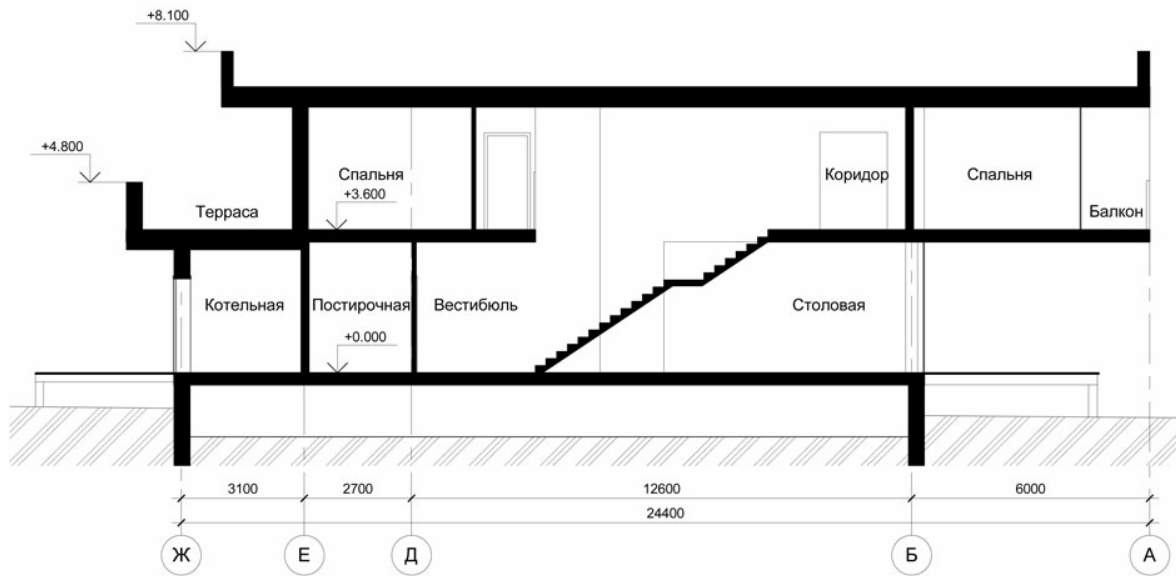 +8.100
+4.800
Спальня
Коридор
Спальня
+3.600
Терраса
Балкон
Котельная
Постирочная
Вестибюль
Столовая
+0.000
3100
2700
12600
6000
24400
Ж
Е
Д
Б
А